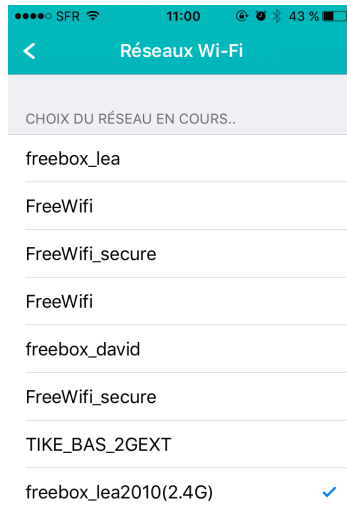 SFR 11:00 43 %
Réseaux Wi-Fi
CHOIX DU RÉSEAU EN COURS..
freebox_lea
FreeWifi
FreeWifi_secure
FreeWifi
freebox_david
FreeWifi_secure
TIKE_BAS_2GEXT
freebox_lea2010(2.4G)